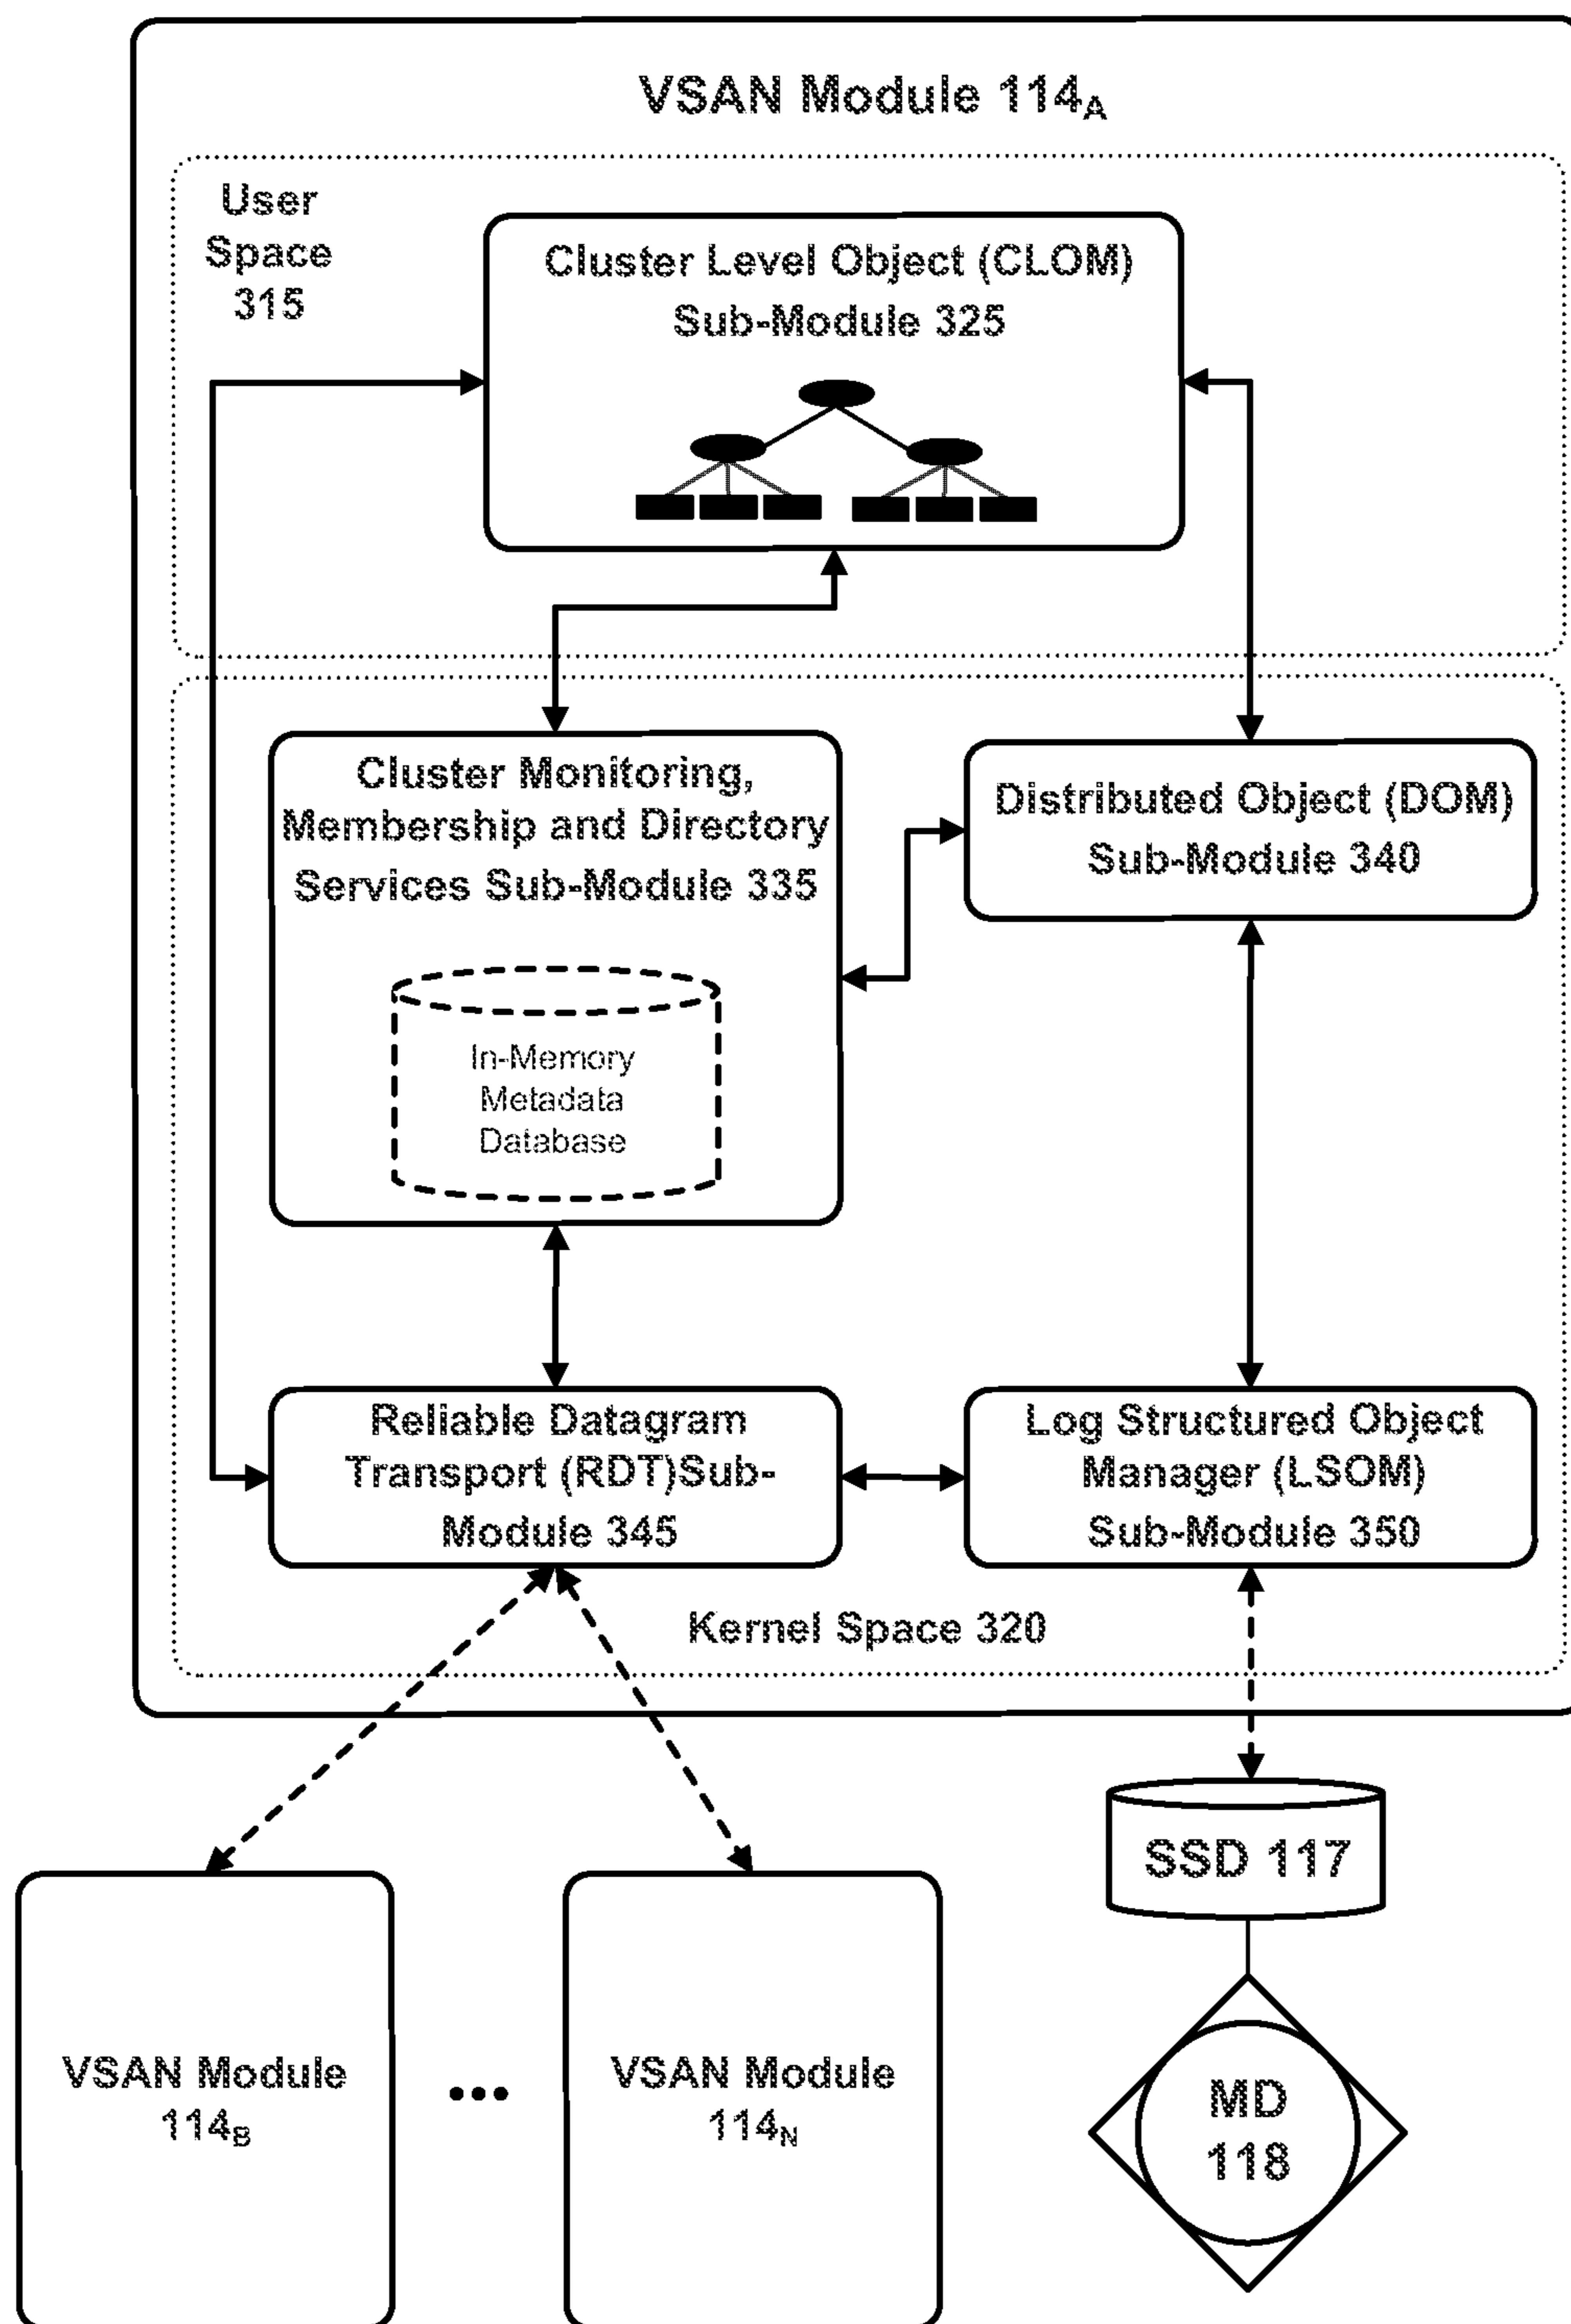 VSAN Module 114A
User
Space
315
Cluster Level Object (CLOM)
Sub-Module 325
Cluster Monitoring,
Membership and Directory
Services Sub-Module 335
In-Memory
Metadata
Database
Distributed Object (DOM)
Sub-Module 340
Reliable Datagram
Transport (RDT)Sub-
Module 345
Log Structured Object
Manager (LSOM)
Sub-Module 350
Kernel Space 320
SSD 117
VSAN Module
114B
...
VSAN Module
114N
MD
118